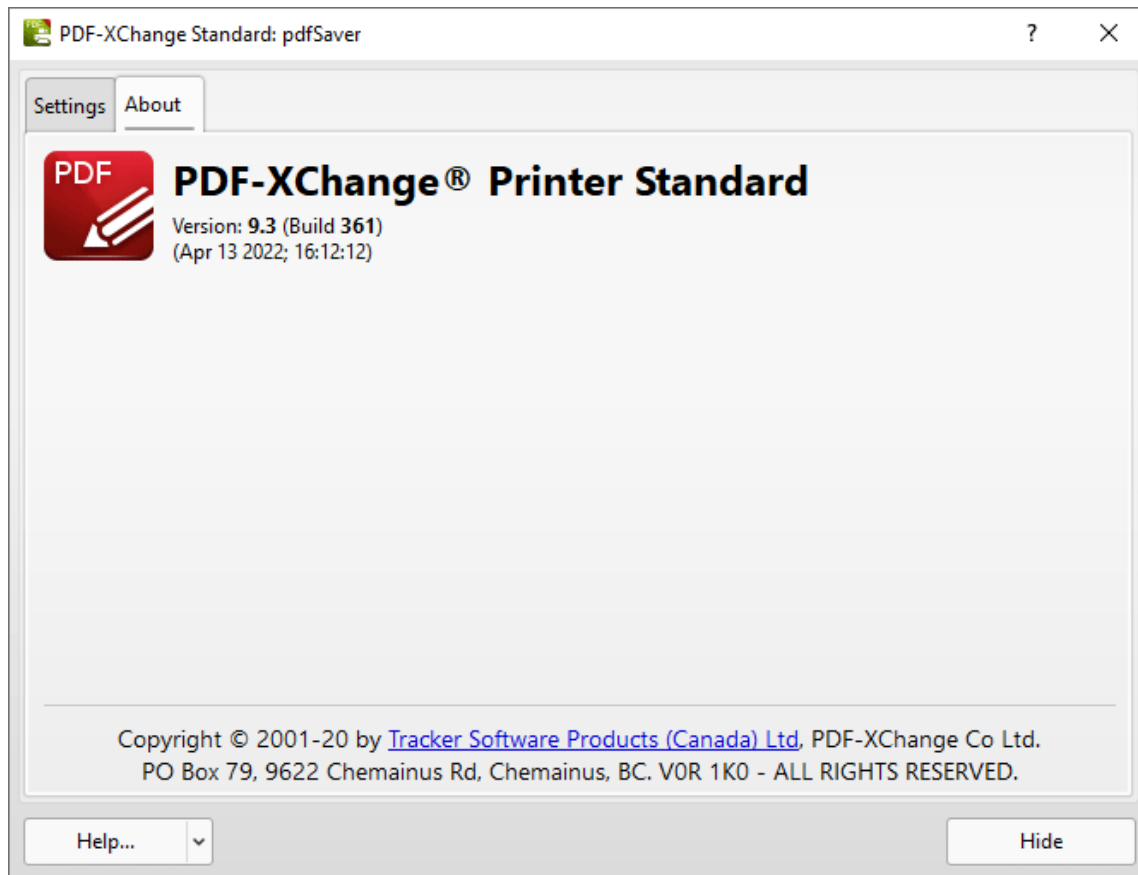 PDF-XChange Standard: pdfSaver
?
Settings
About
PDF
PDF-XChange® Printer Standard
Version: 9.3 (Build 361)
(Apr 13 2022; 16:12:12)
Copyright © 2001-20 by Tracker Software Products (Canada) Ltd, PDF-XChange Co Ltd.
PO Box 79, 9622 Chemainus Rd, Chemainus, BC. V0R 1K0 - ALL RIGHTS RESERVED.
Help...
Hide